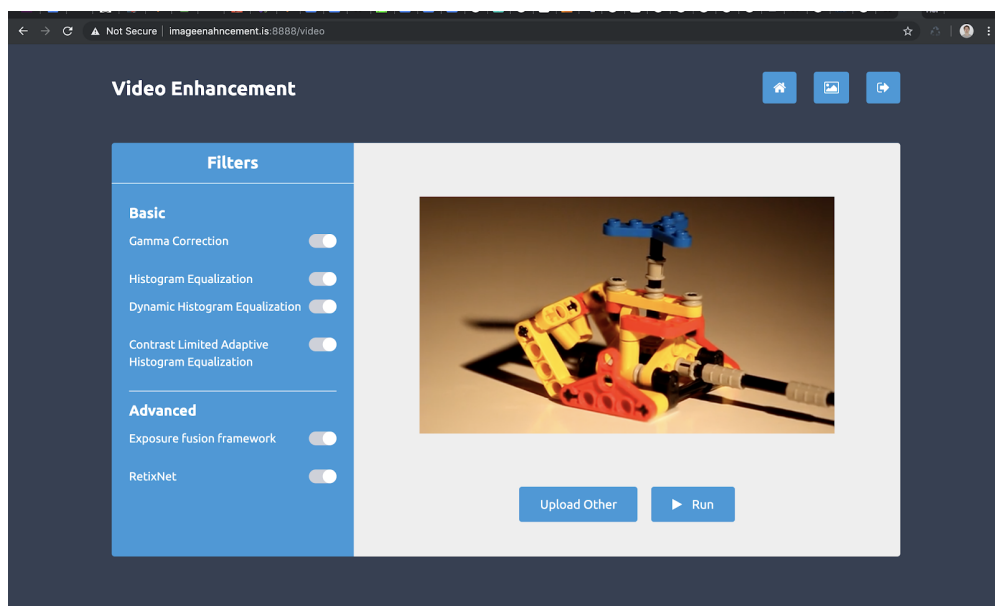 Not Secure | imageenahncement.is:8888/video
Video Enhancement
Filters
Basic
Gamma Correction
Histogram Equalization
Dynamic Histogram Equalization
Contrast Limited Adaptive
Histogram Equalization
Advanced
Exposure fusion framework
RetixNet
Upload Other
Run